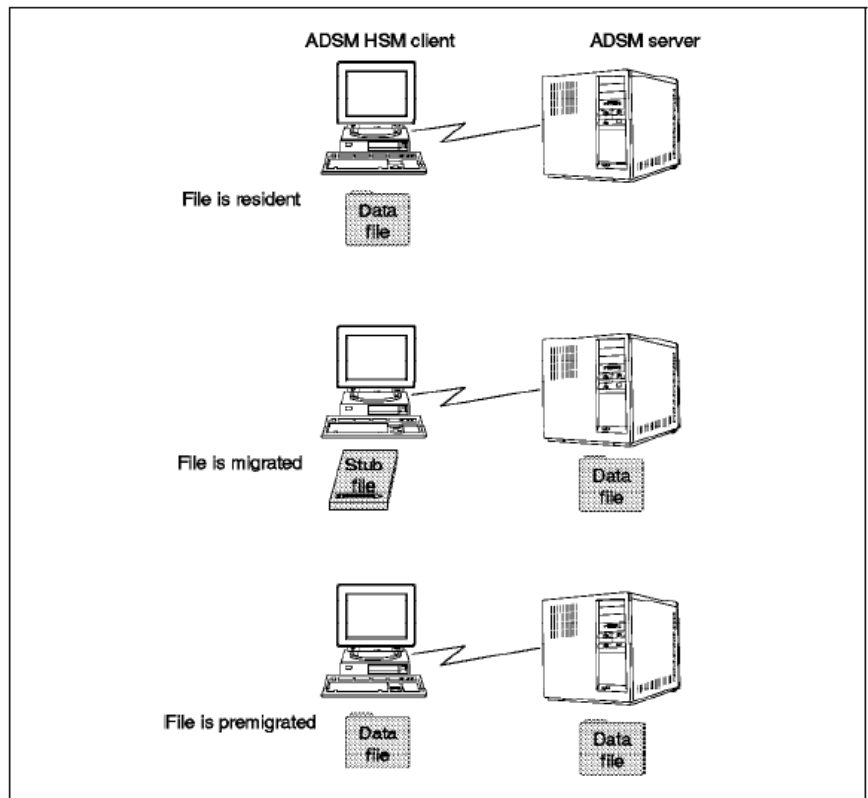 ADSM HSM client
ADSM server
File is resident
Data
file
File is migrated
Stub
file
Data
file
File is premigrated
Data
file
Data
file